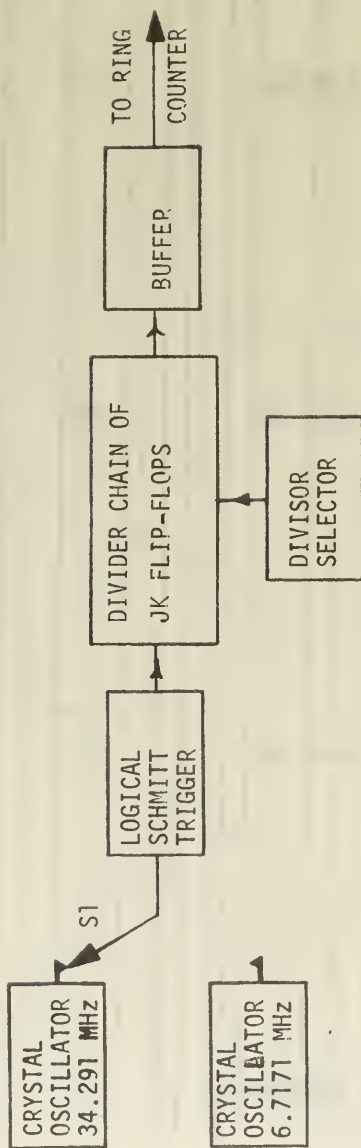 CRYSTAL
OSCILLATOR
34.291 MHz
CRYSTAL
OSCILLATOR
6.7171 MHz
S1
LOGICAL
SCHMITT
TRIGGER
DIVIDER CHAIN OF
JK FLIP-FLOPS
DIVISOR
SELECTOR
BUFFER
TO RING
COUNTER